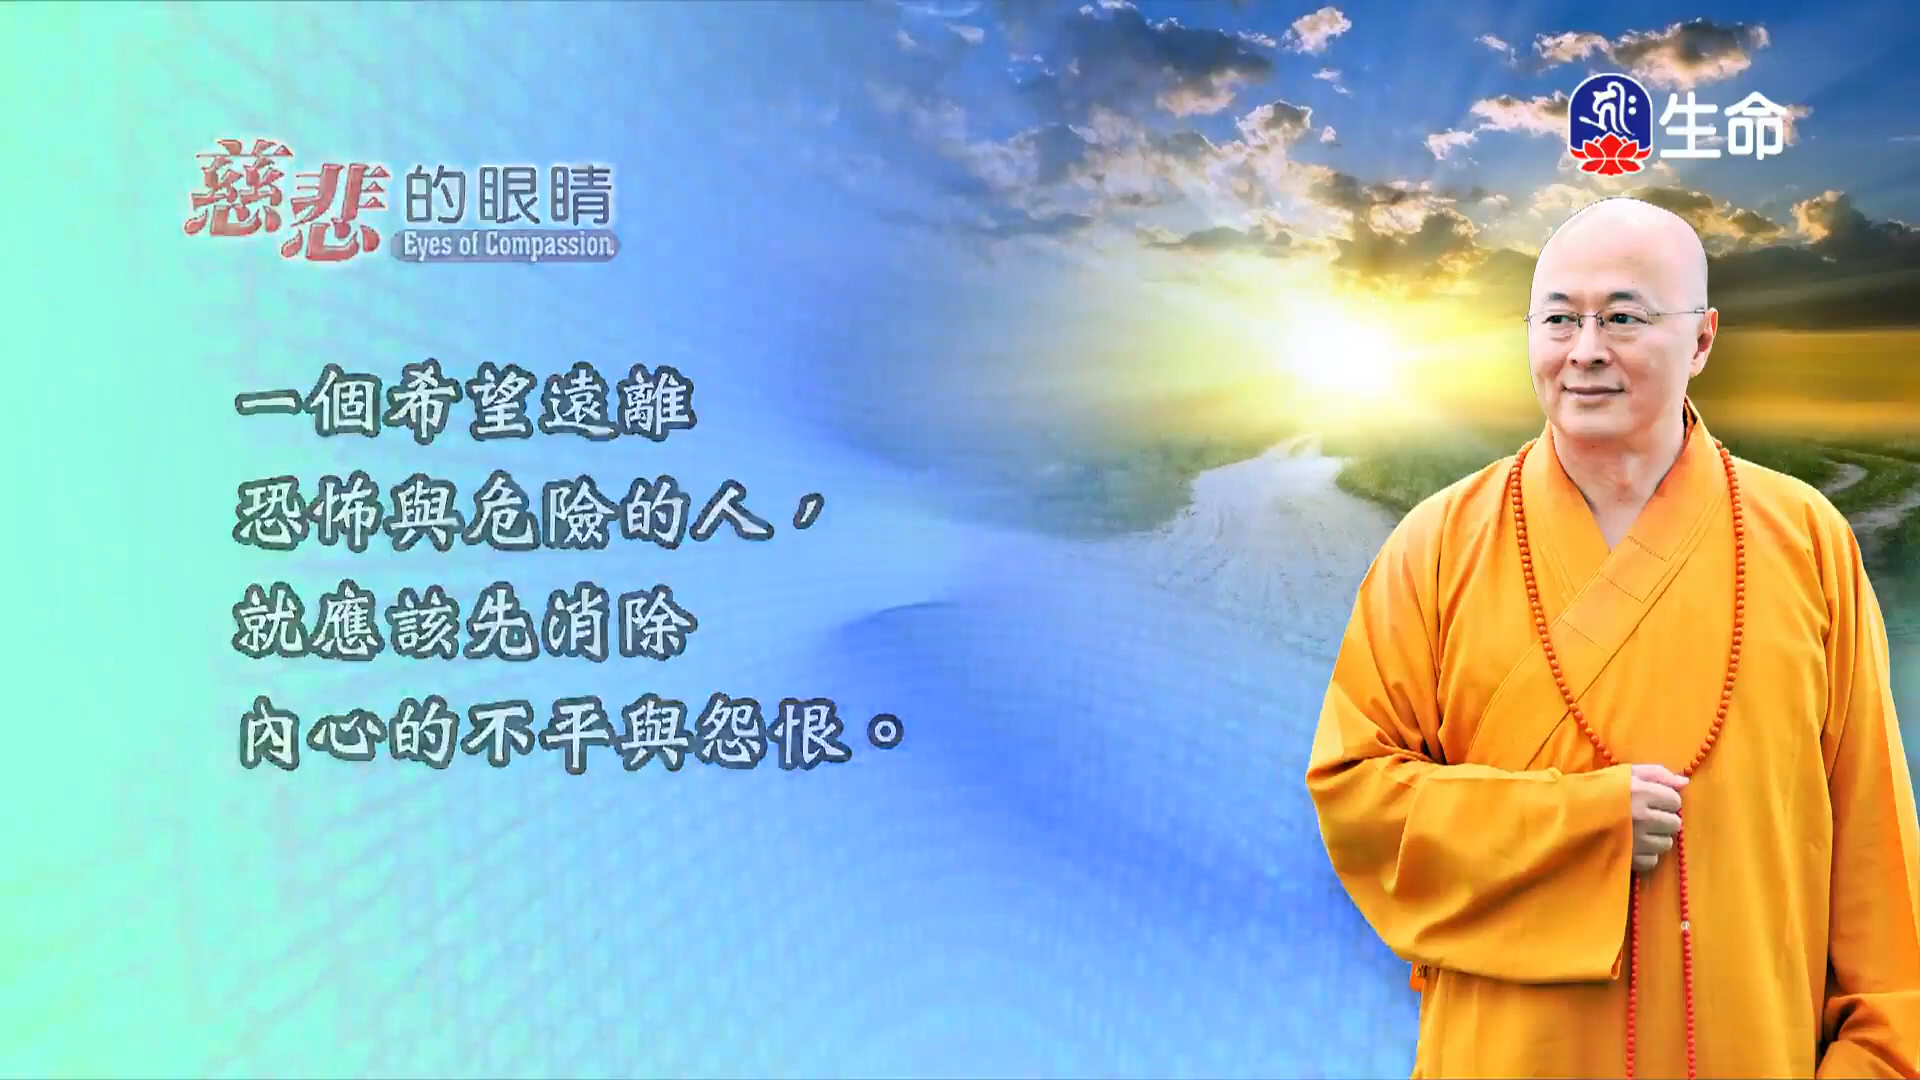 慈悲的眼睛
Eyes of Compassion
生命
一個希望遠離
恐怖與危險的人，
就應該先消除
內心的不平與怨恨。